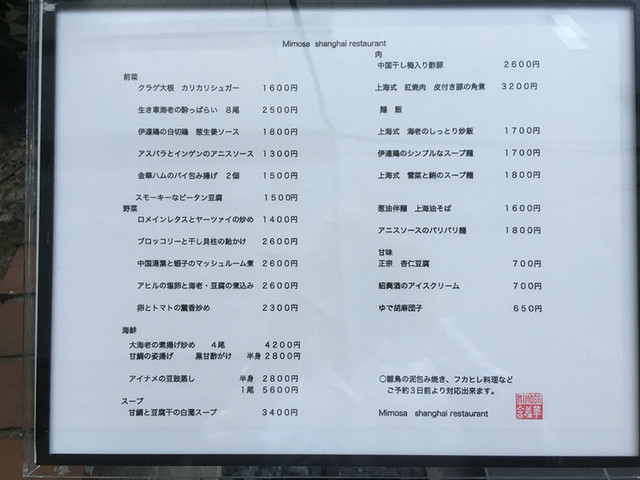 Mimosa shanghai restaurant
前菜
クラゲ大根 カリカリシュガー 1600円
生き車海老の酔っぱらい 8尾 2500円
伊達鶏の白切鶏 葱生姜ソース 1800円
アスパラとインゲンのアニスソース 1300円
金華ハムのパイ包み揚げ 2個 1500円
スモーキーなピータン豆腐 1500円
野菜
ロメインレタスとヤーツァイの炒め 1400円
ブロッコリーと干し貝柱の餡かけ 2600円
中国湯葉と蝦子のマッシュルーム煮 2600円
アヒルの塩卵と海老・豆腐の煮込み 2600円
卵とトマトの薫香炒め 2300円
海鮮
大海老の素揚げ炒め 4尾 4200円
甘鯛の姿揚げ 黒甘酢がけ 半身 2800円
アイナメの豆鼓蒸し 半身 2800円
1尾 5600円
スープ
甘鯛と豆腐干の白濁スープ 3400円
肉
中国干し梅入り酢豚 2600円
上海式 紅焼肉 皮付き豚の角煮 3200円
麺 飯
上海式 海老のしっとり炒飯 1700円
伊達鶏のシンプルなスープ麺 1700円
上海式 雪菜と鮹のスープ麺 1800円
葱油伴麺 上海油そば 1600円
アニスソースのバリバリ麺 1800円
甘味
正宗 杏仁豆腐 700円
紹興酒のアイスクリーム 700円
ゆで胡麻団子 650円
○雛鳥の泥包み焼き、フカヒレ料理など
ご予約3日前より対応出来ます。
Mimosa shanghai restaurant
MIMOSA